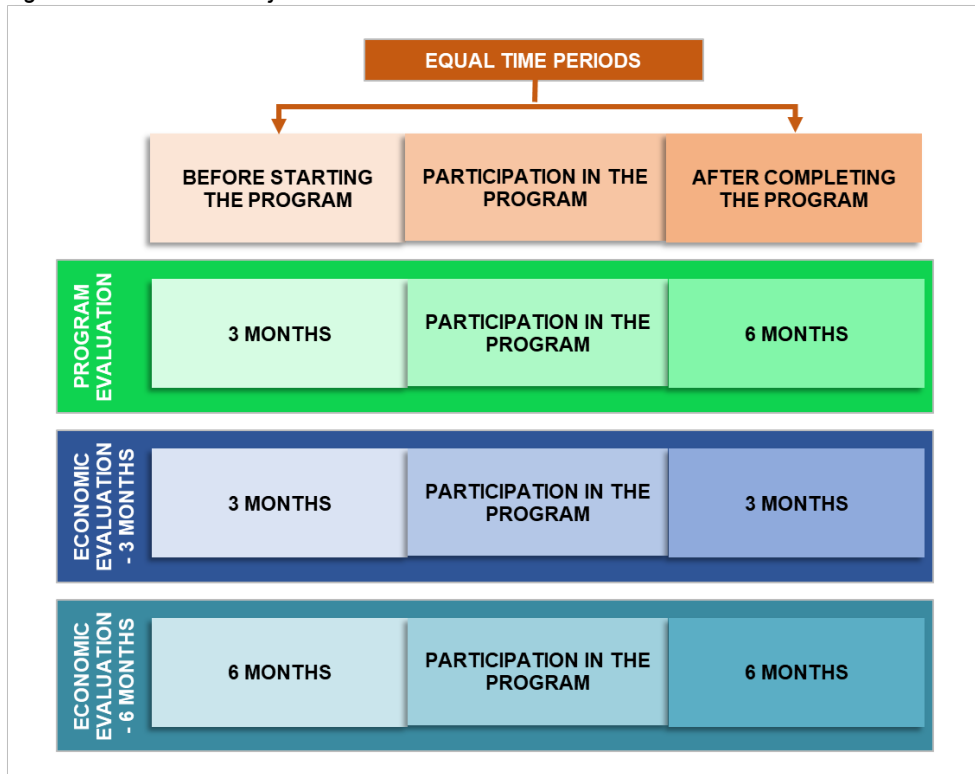 EQUAL TIME PERIODS
BEFORE STARTING
THE PROGRAM
PARTICIPATION IN THE
PROGRAM
AFTER COMPLETING
THE PROGRAM
PROGRAM
EVALUATION
3 MONTHS
PARTICIPATION IN THE
PROGRAM
6 MONTHS
ECONOMIC
EVALUATION
- 3 MONTHS
3 MONTHS
PARTICIPATION IN THE
PROGRAM
3 MONTHS
ECONOMIC
EVALUATION
- 6 MONTHS
6 MONTHS
PARTICIPATION IN THE
PROGRAM
6 MONTHS